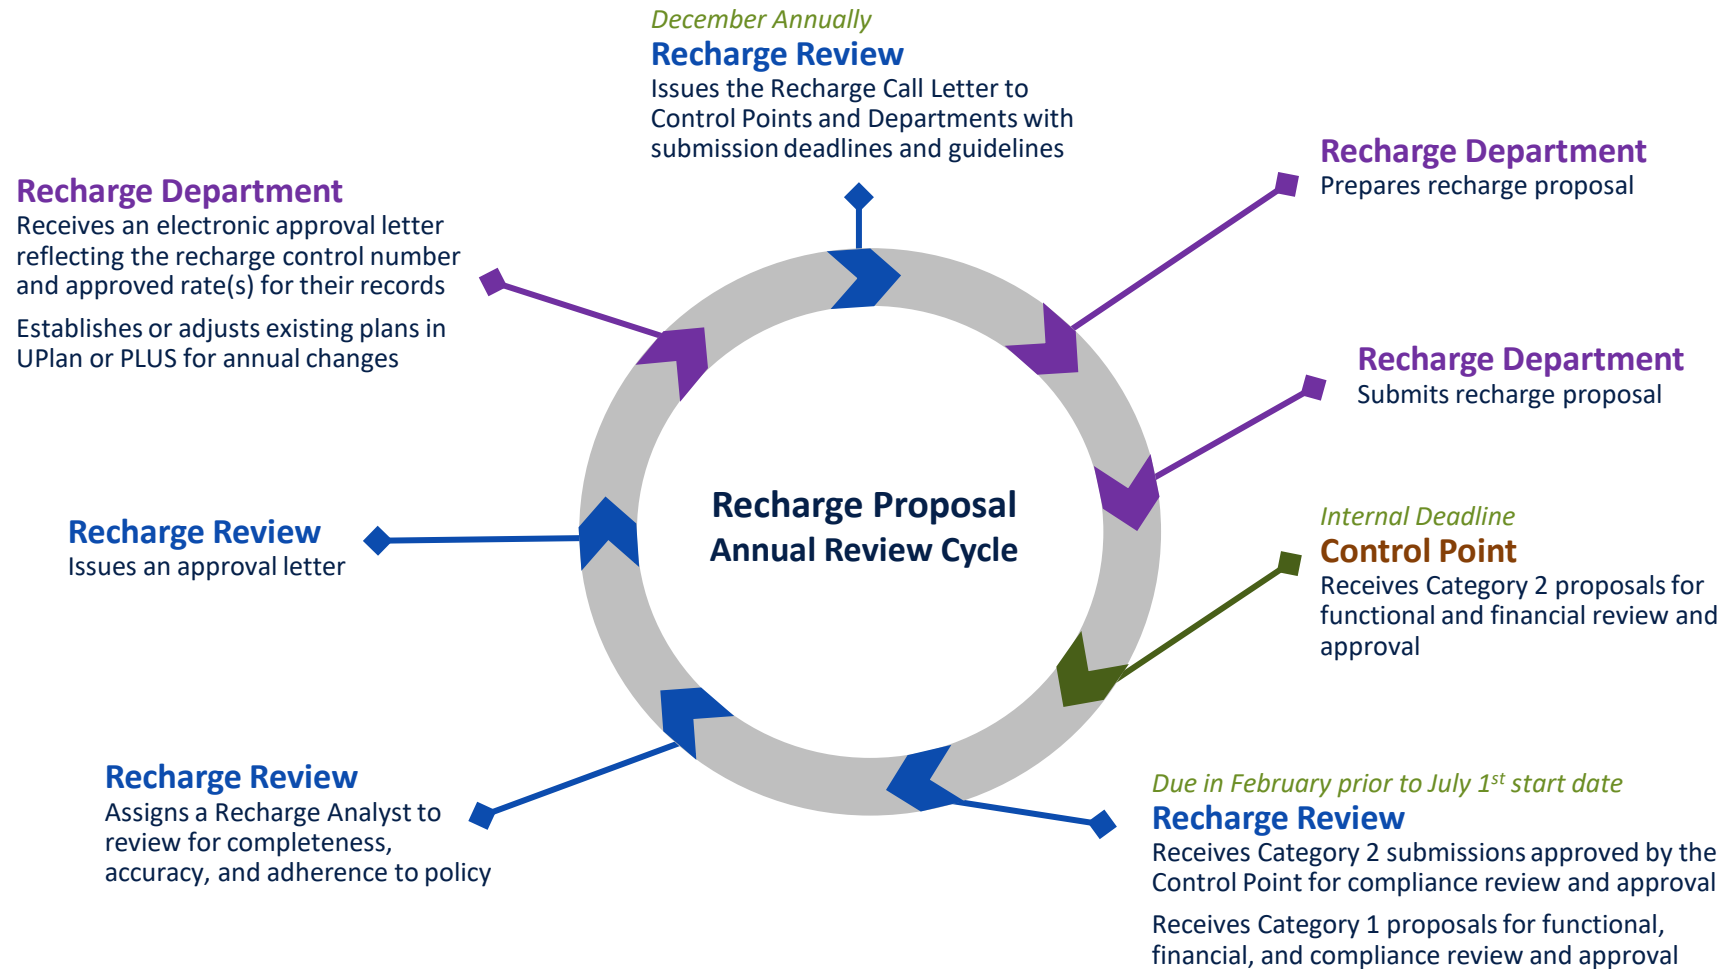 December Annually
Recharge Review
Issues the Recharge Call Letter to
Control Points and Departments with
submission deadlines and guidelines
Recharge Department
Prepares recharge proposal
Recharge Department
Submits recharge proposal
Internal Deadline
Control Point
Receives Category 2 proposals for
functional and financial review and
approval
Due in February prior to July 1st start date
Recharge Review
Receives Category 2 submissions approved by the
Control Point for compliance review and approval
Receives Category 1 proposals for functional,
financial, and compliance review and approval
Recharge Review
Assigns a Recharge Analyst to
review for completeness,
accuracy, and adherence to policy
Recharge Review
Issues an approval letter
Recharge Department
Receives an electronic approval letter
reflecting the recharge control number
and approved rate(s) for their records
Establishes or adjusts existing plans in
UPlan or PLUS for annual changes
Recharge Proposal
Annual Review Cycle